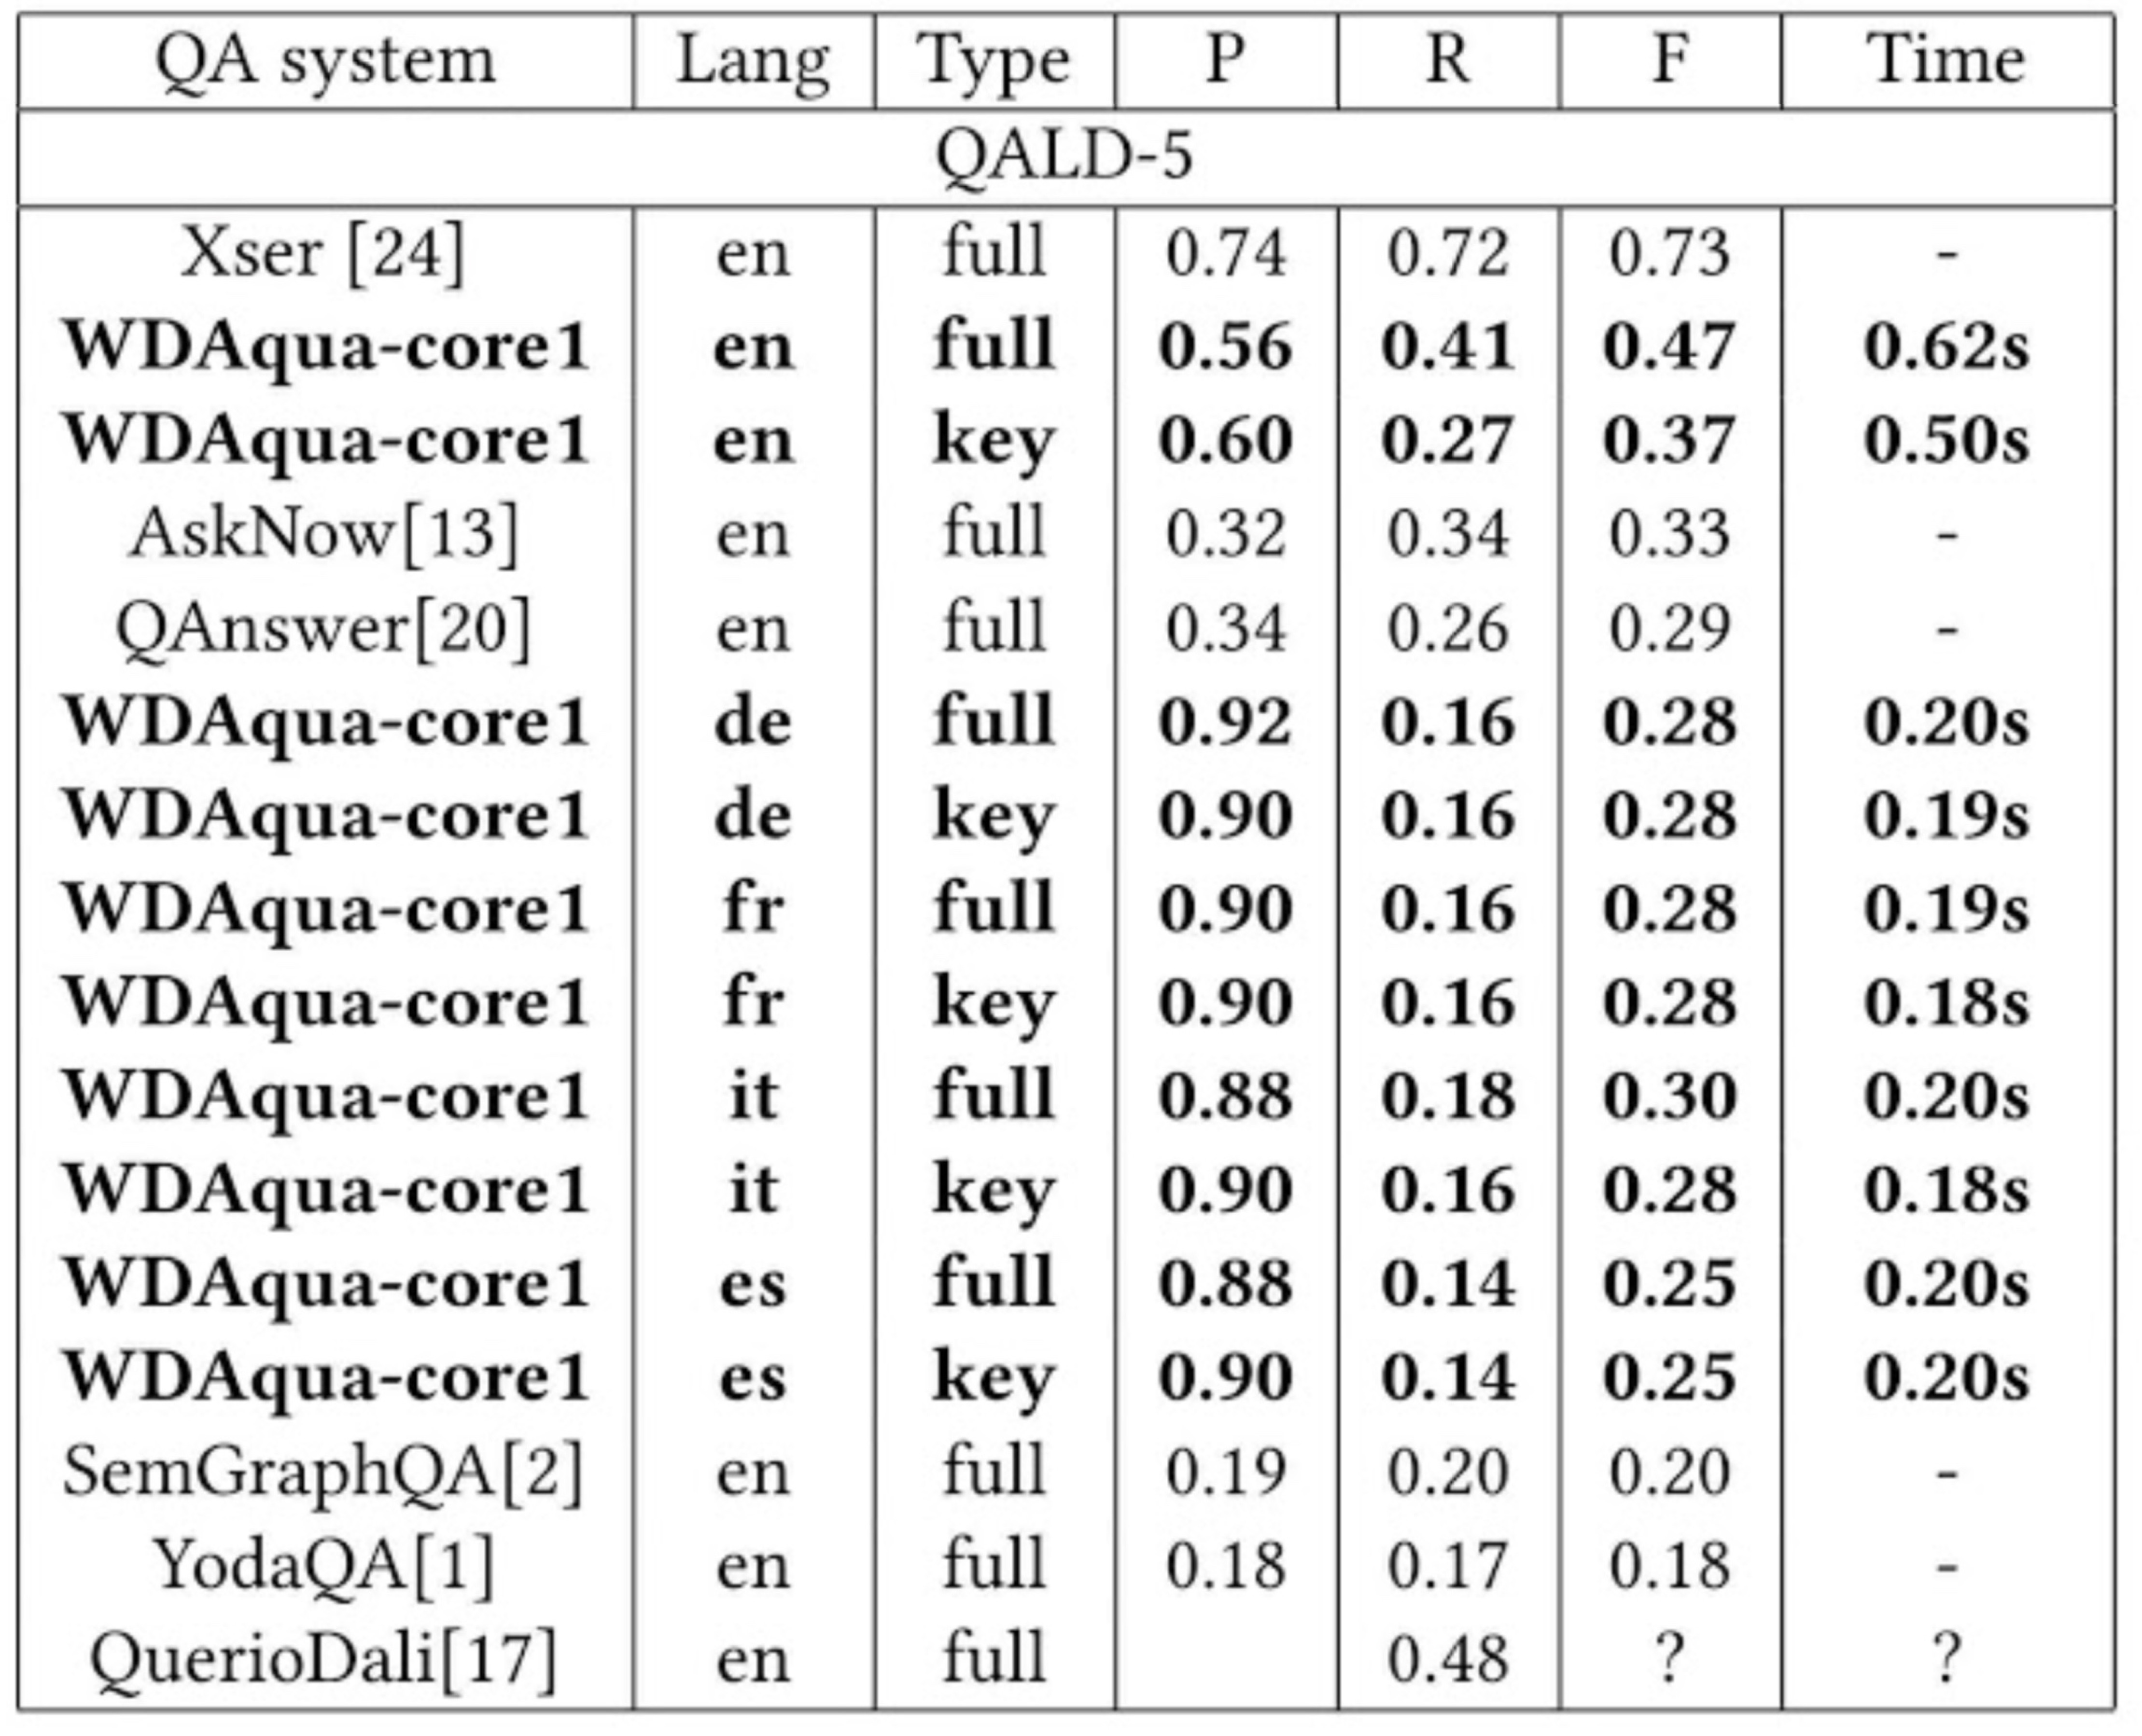 QA system Lang Type P R F Time
QALD-5
Xser [24] en full 0.74 0.72 0.73 -
WDAqua-core1 en full 0.56 0.41 0.47 0.62s
WDAqua-core1 en key 0.60 0.27 0.37 0.50s
AskNow[13] en full 0.32 0.34 0.33 -
QAnswer[20] en full 0.34 0.26 0.29 -
WDAqua-core1 de full 0.92 0.16 0.28 0.20s
WDAqua-core1 de key 0.90 0.16 0.28 0.19s
WDAqua-core1 fr full 0.90 0.16 0.28 0.19s
WDAqua-core1 fr key 0.90 0.16 0.28 0.18s
WDAqua-core1 it full 0.88 0.18 0.30 0.20s
WDAqua-core1 it key 0.90 0.16 0.28 0.18s
WDAqua-core1 es full 0.88 0.14 0.25 0.20s
WDAqua-core1 es key 0.90 0.14 0.25 0.20s
SemGraphQA[2] en full 0.19 0.20 0.20 -
YodaQA[1] en full 0.18 0.17 0.18 -
QuerioDali[17] en full 0.48 ? ?